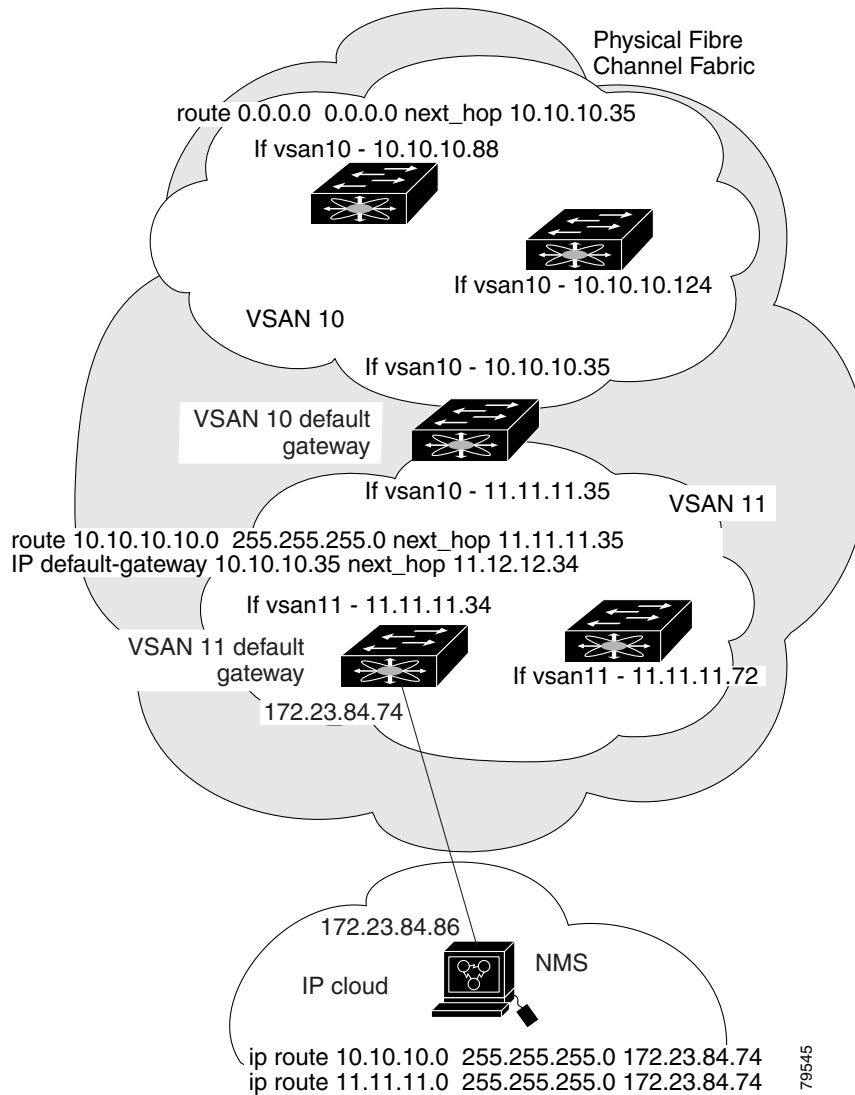 Physical Fibre
Channel Fabric
route 0.0.0.0 0.0.0.0 next_hop 10.10.10.35
If vsan10 - 10.10.10.88
If vsan10 - 10.10.10.124
VSAN 10
If vsan10 - 10.10.10.35
VSAN 10 default
gateway
If vsan10 - 11.11.11.35
VSAN 11
route 10.10.10.10.0 255.255.255.0 next_hop 11.11.11.35
IP default-gateway 10.10.10.35 next_hop 11.12.12.34
If vsan11 - 11.11.11.34
VSAN 11 default
gateway
If vsan11 - 11.11.11.72
172.23.84.74
172.23.84.86
NMS
IP cloud
ip route 10.10.10.0 255.255.255.0 172.23.84.74
ip route 11.11.11.0 255.255.255.0 172.23.84.74
79545